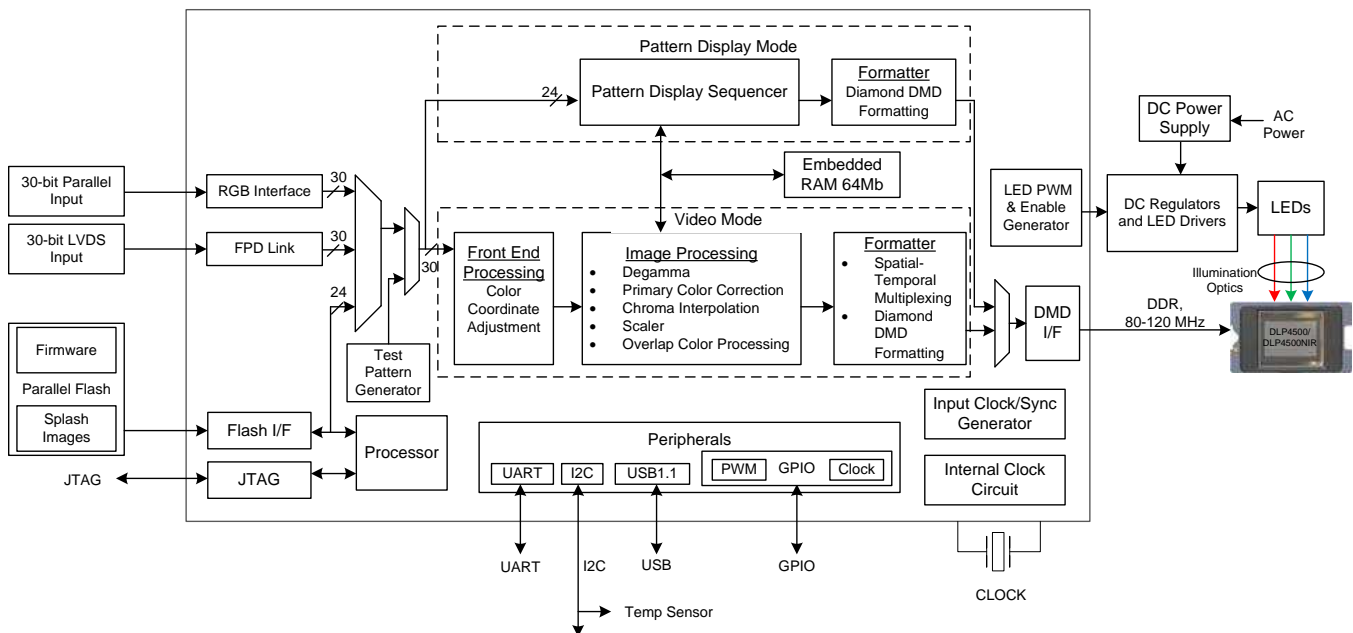 Pattern Display Mode
24
Pattern Display Sequencer
Formatter
Diamond DMD
Formatting
DC Power
Supply
AC
Power
Embedded
RAM 64Mb
30-bit Parallel
Input
RGB Interface
30
LED PWM
& Enable
Generator
DC Regulators
and LED Drivers
LEDs
30-bit LVDS
Input
FPD Link
30
30
24
Video Mode
Front End
Processing
Color
Coordinate
Adjustment
Image Processing
• Degamma
• Primary Color Correction
• Chroma Interpolation
• Scaler
• Overlap Color Processing
Formatter
• Spatial-
Temporal
Multiplexing
• Diamond
DMD
Formatting
DMD
I/F
Illumination
Optics
DDR,
80-120 MHz
DLP4500/
DLP4500NIR
Firmware
Parallel Flash
Splash
Images
Test
Pattern
Generator
Flash I/F
Processor
JTAG
JTAG
Peripherals
UART
I2C
USB1.1
PWM
GPIO
Clock
Input Clock/Sync
Generator
Internal Clock
Circuit
UART
I2C
USB
GPIO
CLOCK
Temp Sensor